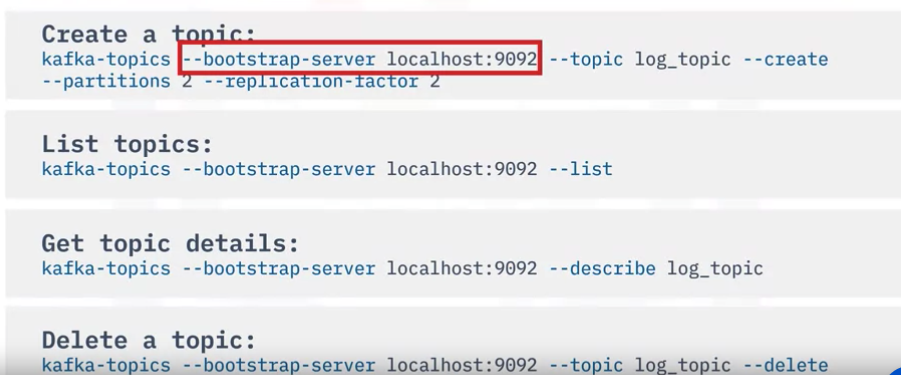 Create a topic:
kafka-topics --bootstrap-server localhost:9092 --topic log_topic --create
--partitions 2 --replication-factor 2
List topics:
kafka-topics --bootstrap-server localhost:9092 --list
Get topic details:
kafka-topics --bootstrap-server localhost:9092 --describe log_topic
Delete a topic:
kafka-topics --bootstrap-server localhost:9092 --topic log_topic --delete